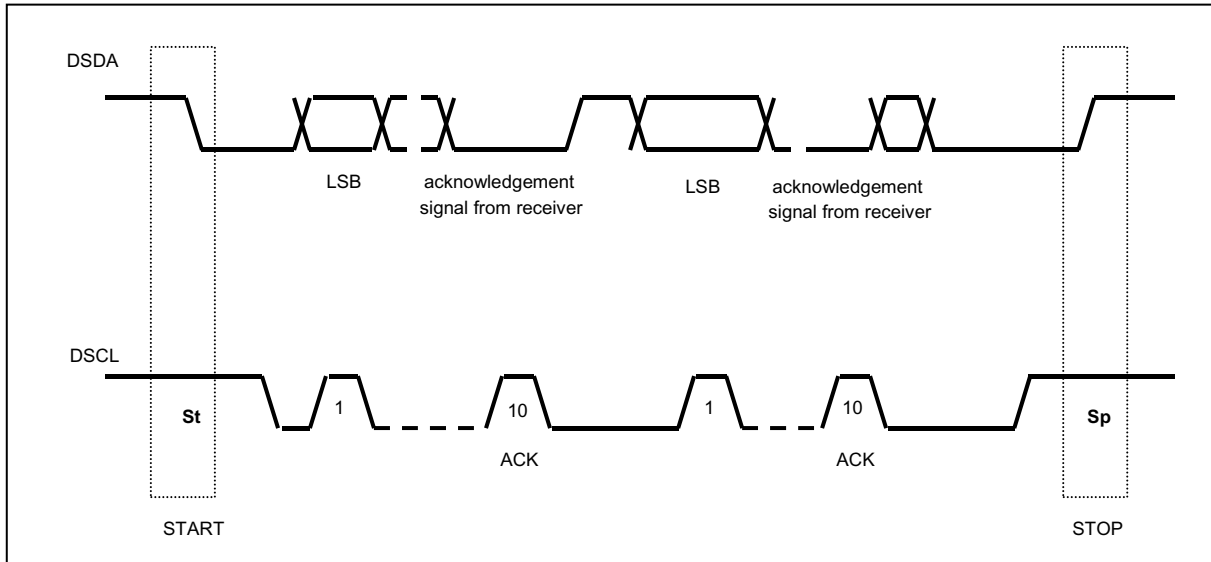 DSDA
LSB
acknowledgement
signal from receiver
LSB
acknowledgement
signal from receiver
DSCL
St
1
10
1
10
Sp
ACK
ACK
START
STOP